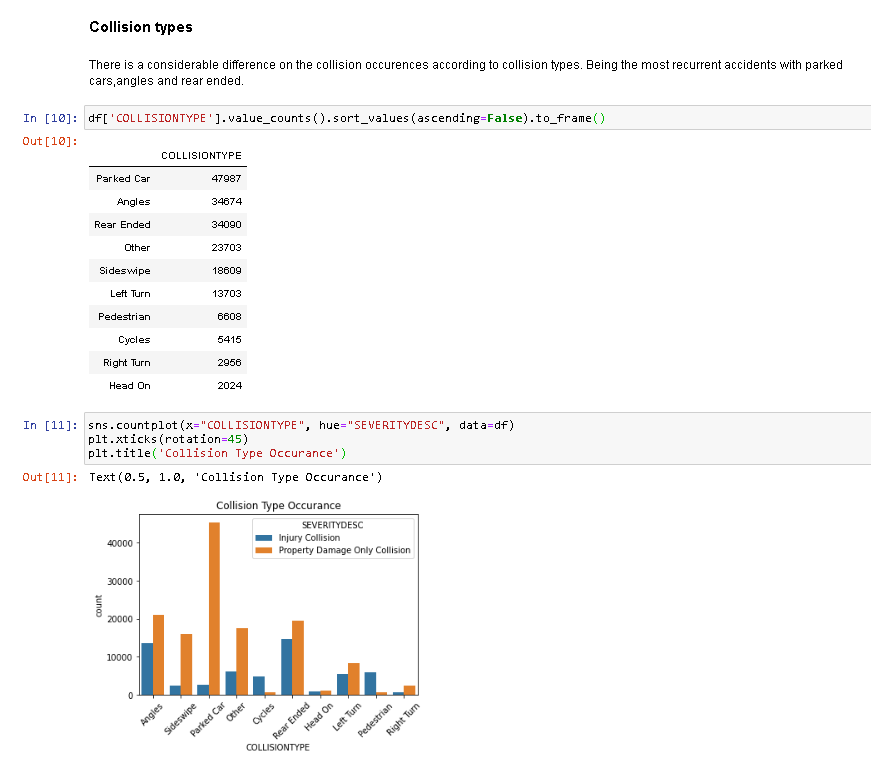 Collision types
There is a considerable difference on the collision occurences according to collision types. Being the most recurrent accidents with parked
cars,angles and rear ended.
In [10]: df['COLLISIONTYPE'].value_counts().sort_values(ascending=False).to_frame()
Out[10]:
COLLISIONTYPE
Parked Car 47987
Angles 34674
Rear Ended 34090
Other 23703
Sideswipe 18609
Left Turn 13703
Pedestrian 6608
Cycles 5415
Right Turn 2956
Head On 2024
In [11]: sns.countplot(x="COLLISIONTYPE", hue="SEVERITYDESC", data=df)
plt.xticks(rotation=45)
plt.title('Collision Type Occurance')
Out[11]: Text(0.5, 1.0, 'Collision Type Occurance')
Collision Type Occurance
SEVERITYDESC
Injury Collision
Property Damage Only Collision
count
40000
30000
20000
10000
0
Angles
Sideswipe
Parked Car
Other
Cycles
Rear Ended
Head On
Left Turn
Pedestrian
Right Turn
COLLISIONTYPE